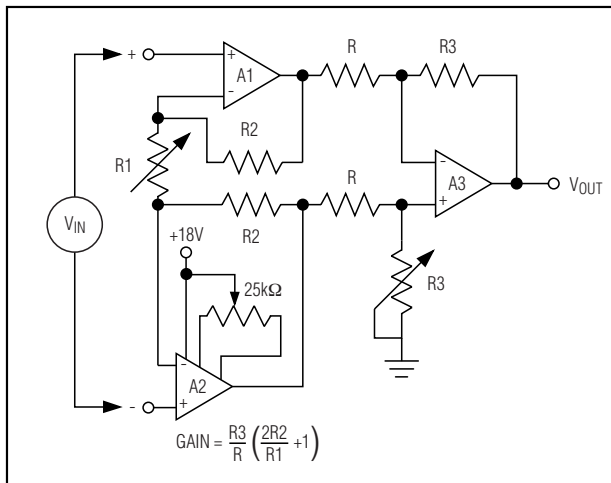 +
+
A1
-
R
R3
R2
R1
-
A3
+
VOUT
R
R2
VIN
+18V
25kΩ
R3
-
A2
+
-
GAIN = R3/R (2R2/R1 +1)